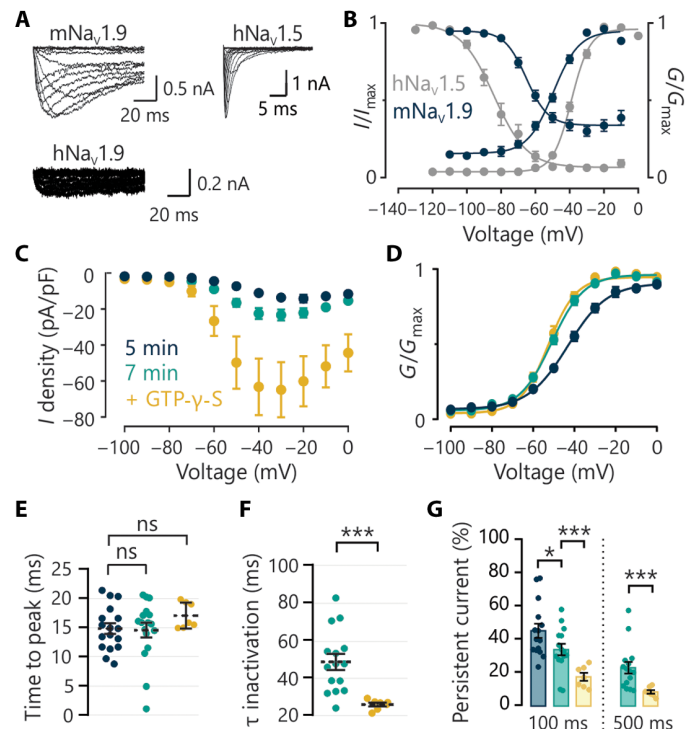 A
mNaV1.9
hNaV1.5
0.5 nA
20 ms
1 nA
5 ms
hNaV1.9
0.2 nA
20 ms
B
1
1
I/Imax
G/Gmax
hNaV1.5
mNaV1.9
0
0
−140 −120 −100 −80 −60 −40 −20 0
Voltage (mV)
C
0
−20
−40
−60
−80
I density (pA/pF)
5 min
7 min
+ GTP-γ-S
−100 −80 −60 −40 −20 0
Voltage (mV)
D
1
G/Gmax
0
−100 −80 −60 −40 −20 0
Voltage (mV)
E
ns
ns
25
20
15
10
5
0
Time to peak (ms)
F
***
100
80
60
40
20
τ inactivation (ms)
G
100
80
60
40
20
0
Persistent current (%)
*
***
***
100 ms
500 ms